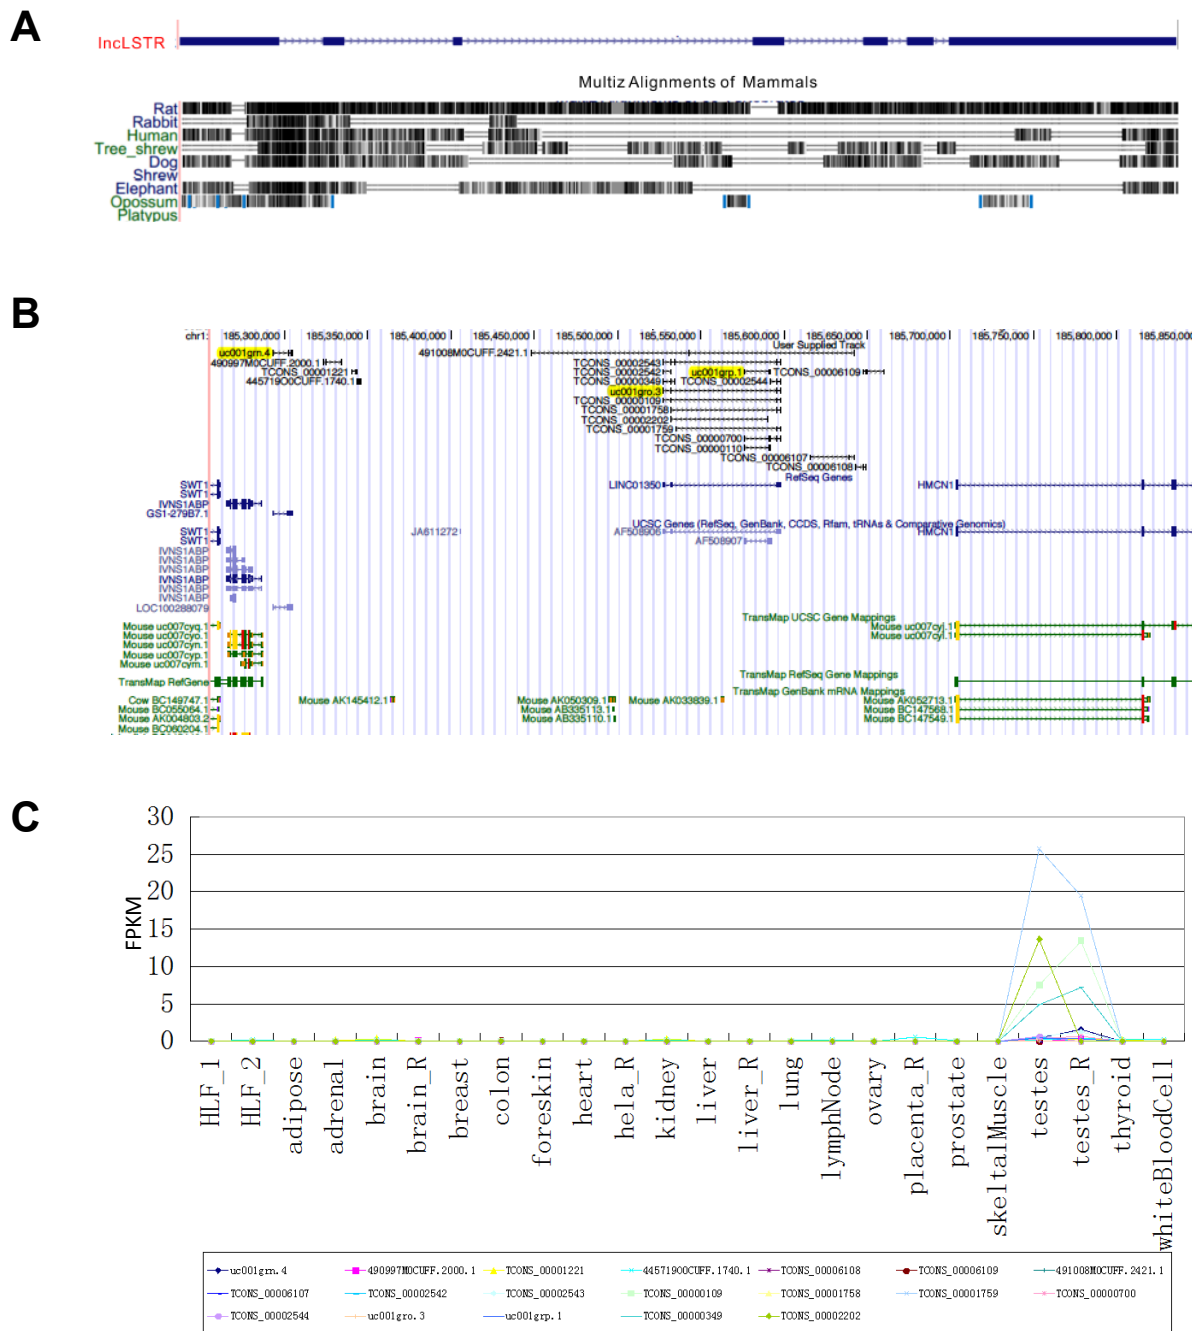 A
lncLSTR
Multiz Alignments of Mammals
Rat
Rabbit
Human
Tree_shrew
Dog
Shrew
Elephant
Opossum
Platypus
B
chr1: 185,300,000 185,350,000 185,400,000 185,450,000 185,500,000 185,550,000 185,600,000 185,650,000 185,700,000 185,750,000 185,800,000 185,850,000
User Supplied Track
uc001grn.4 491008M0CUFF.2421.1
490997M0CUFF.2000.1 TCONS_00002543
TCONS_00001221 TCONS_00002542 uc001grp.1 TCONS_00006109
445719O0CUFF.1740.1 TCONS_00000349 TCONS_00002544
uc001gro.3
TCONS_00000109
TCONS_00001758
TCONS_00002202
TCONS_00001759
TCONS_00000700
TCONS_00000110
TCONS_00006107
TCONS_00006108
RefSeq Genes
SWT1 LINC01350 HMCN1
SWT1
IVNS1ABP
GS1-279B7.1
UCSC Genes (RefSeq, GenBank, CCDS, Rfam, tRNAs & Comparative Genomics)
SWT1 JA611272 AF508906 HMCN1
SWT1 AF508907
IVNS1ABP
IVNS1ABP
IVNS1ABP
IVNS1ABP
IVNS1ABP
IVNS1ABP
LOC100288079
TransMap UCSC Gene Mappings
Mouse uc007cyq.1 Mouse uc007cyj.1
Mouse uc007cyo.1 Mouse uc007cyl.1
Mouse uc007cyn.1
Mouse uc007cyp.1
Mouse uc007cym.1
TransMap RefSeq Gene Mappings
TransMap RefGene
TransMap GenBank mRNA Mappings
Cow BC149747.1 Mouse AK145412.1 Mouse AK050309.1 Mouse AK033839.1 Mouse AK052713.1
Mouse BC055064.1 Mouse AB335113.1 Mouse BC147568.1
Mouse AK004803.2 Mouse AB335110.1 Mouse BC147549.1
Mouse BC060204.1
C
FPKM
30
25
20
15
10
5
0
HLF_1 HLF_2 adipose adrenal brain brain_R breast colon foreskin heart hela_R kidney liver liver_R lung lymphNode ovary placenta_R prostate skeltalMuscle testes testes_R thyroid whiteBloodCell
uc001grn.4 490997M0CUFF.2000.1 TCONS_00001221 445719O0CUFF.1740.1 TCONS_00006108 TCONS_00006109 491008M0CUFF.2421.1
TCONS_00006107 TCONS_00002542 TCONS_00002543 TCONS_00000109 TCONS_00001758 TCONS_00001759 TCONS_00000700
TCONS_00002544 uc001gro.3 uc001grp.1 TCONS_00000349 TCONS_00002202